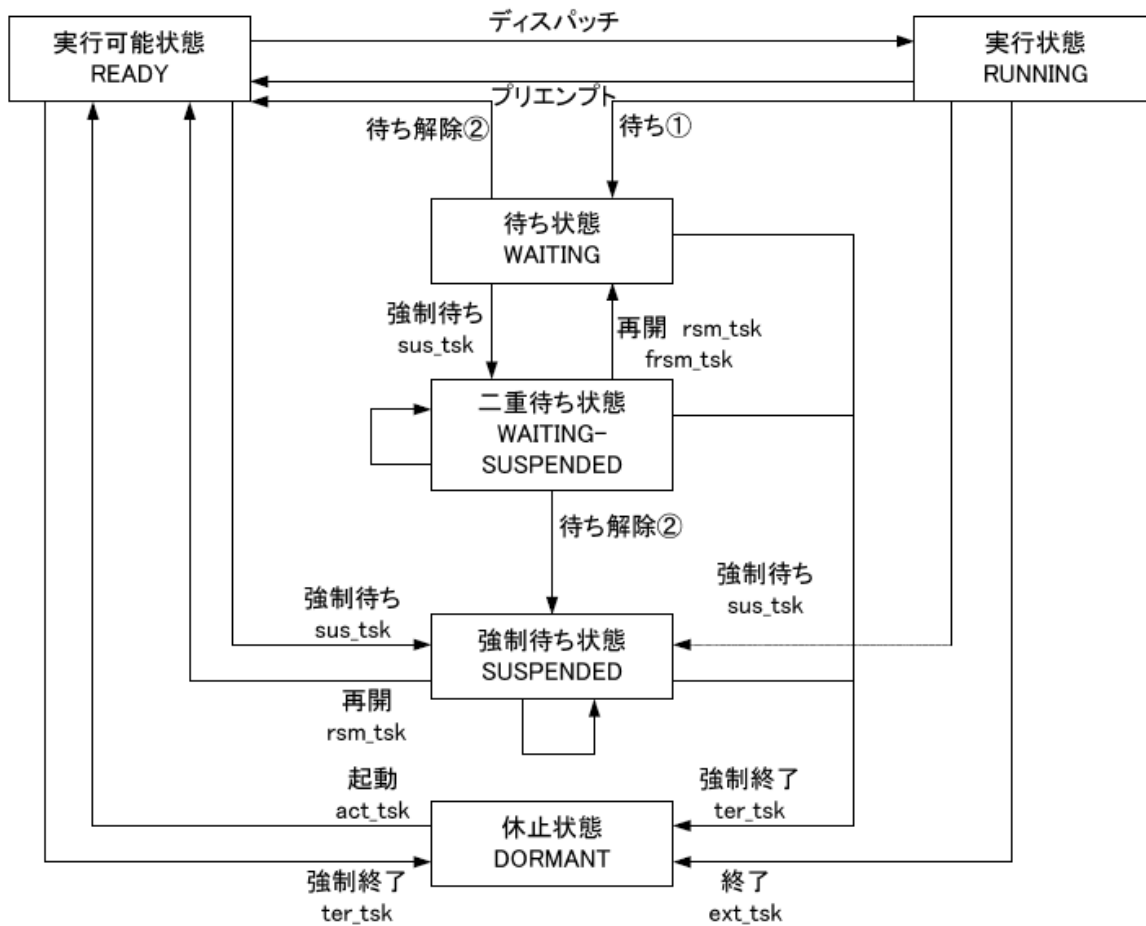 ディスパッチ
実行可能状態
READY
実行状態
RUNNING
プリエンプト
待ち解除②
待ち①
待ち状態
WAITING
強制待ち
sus_tsk
再開 rsm_tsk
frsm_tsk
二重待ち状態
WAITING-
SUSPENDED
待ち解除②
強制待ち
sus_tsk
強制待ち
sus_tsk
強制待ち状態
SUSPENDED
再開
rsm_tsk
起動
act_tsk
強制終了
ter_tsk
休止状態
DORMANT
強制終了
ter_tsk
終了
ext_tsk